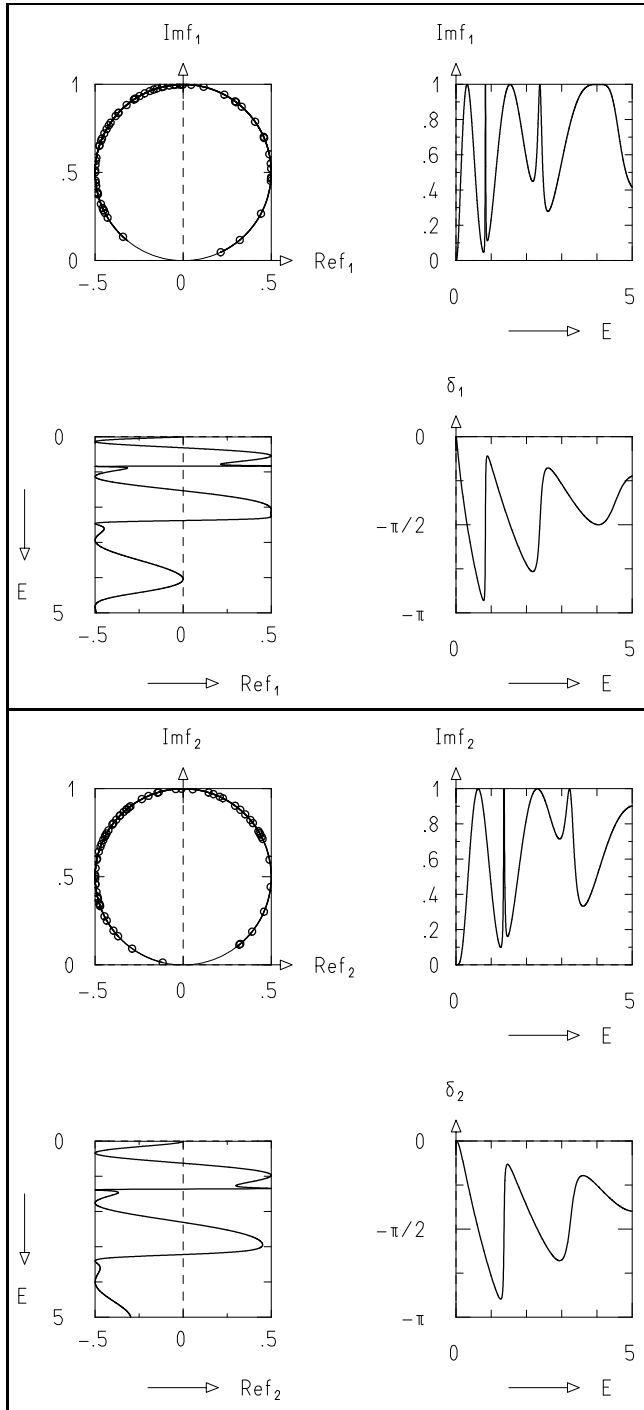 Imf₁ Imf₁
1 1
.8
.5 .6
.4
.2
0 Ref₁ 0
-.5 0 .5 0 5
E
δ₁
0 0
-π/2
E
5 -π
-.5 0 .5 0 5
Ref₁ E
Imf₂ Imf₂
1 1
.8
.5 .6
.4
.2
0 Ref₂ 0
-.5 0 .5 0 5
E
δ₂
0 0
-π/2
E
5 -π
-.5 0 .5 0 5
Ref₂ E